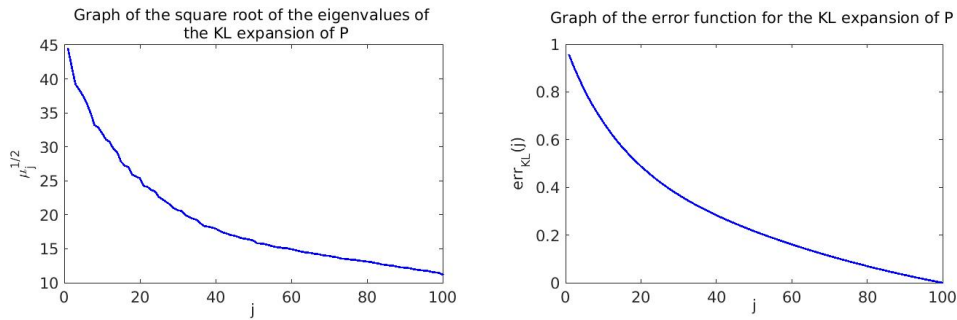 Graph of the square root of the eigenvalues of
the KL expansion of P
45
40
35
30
25
20
15
10
0 20 40 60 80 100
μ_j^{1/2}
j
Graph of the error function for the KL expansion of P
1
0.8
0.6
0.4
0.2
0
0 20 40 60 80 100
err_{KL}(j)
j